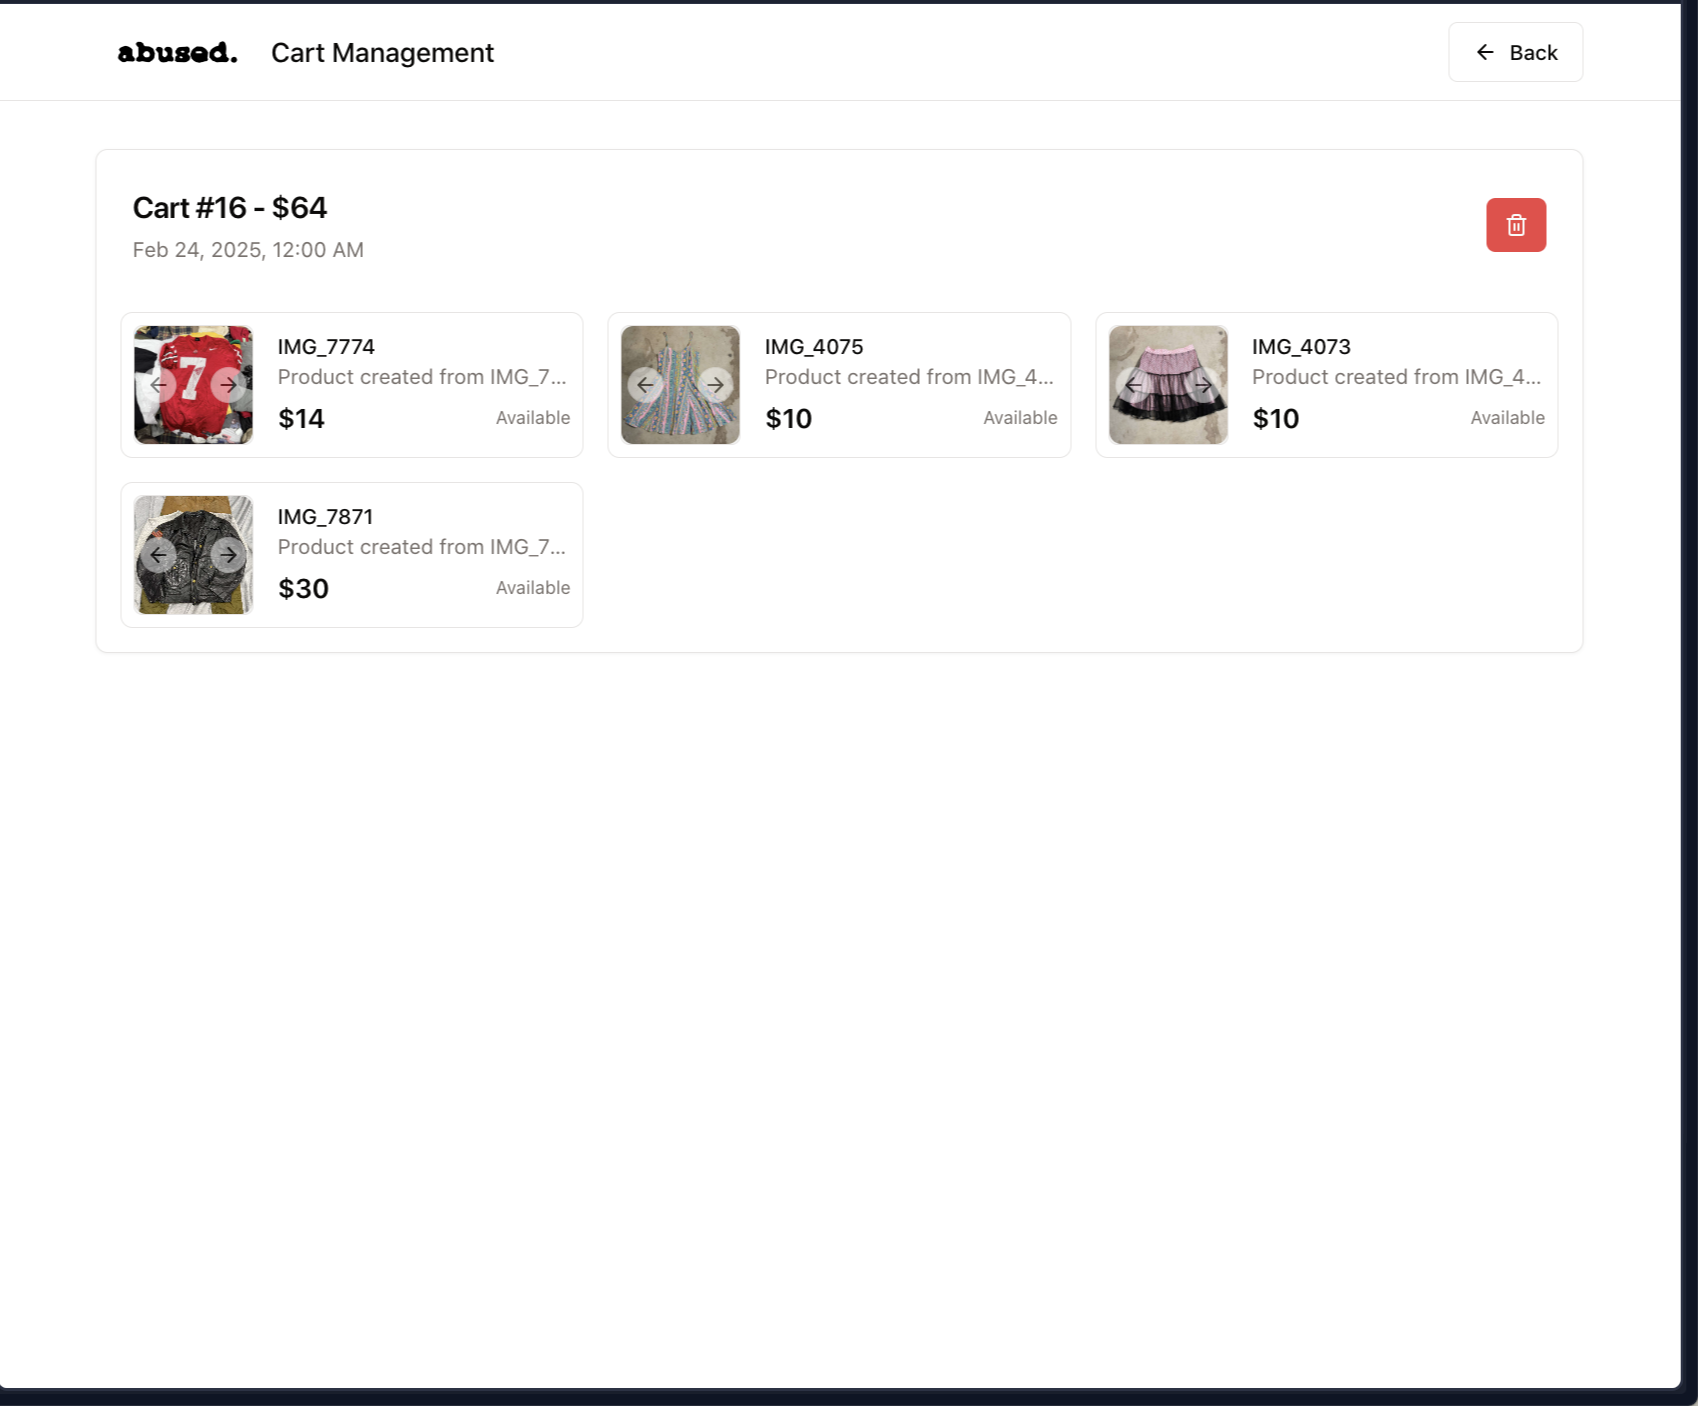 abused. Cart Management
← Back
Cart #16 - $64
Feb 24, 2025, 12:00 AM
IMG_7774
Product created from IMG_7...
$14 Available
7
IMG_4075
Product created from IMG_4...
$10 Available
IMG_4073
Product created from IMG_4...
$10 Available
IMG_7871
Product created from IMG_7...
$30 Available